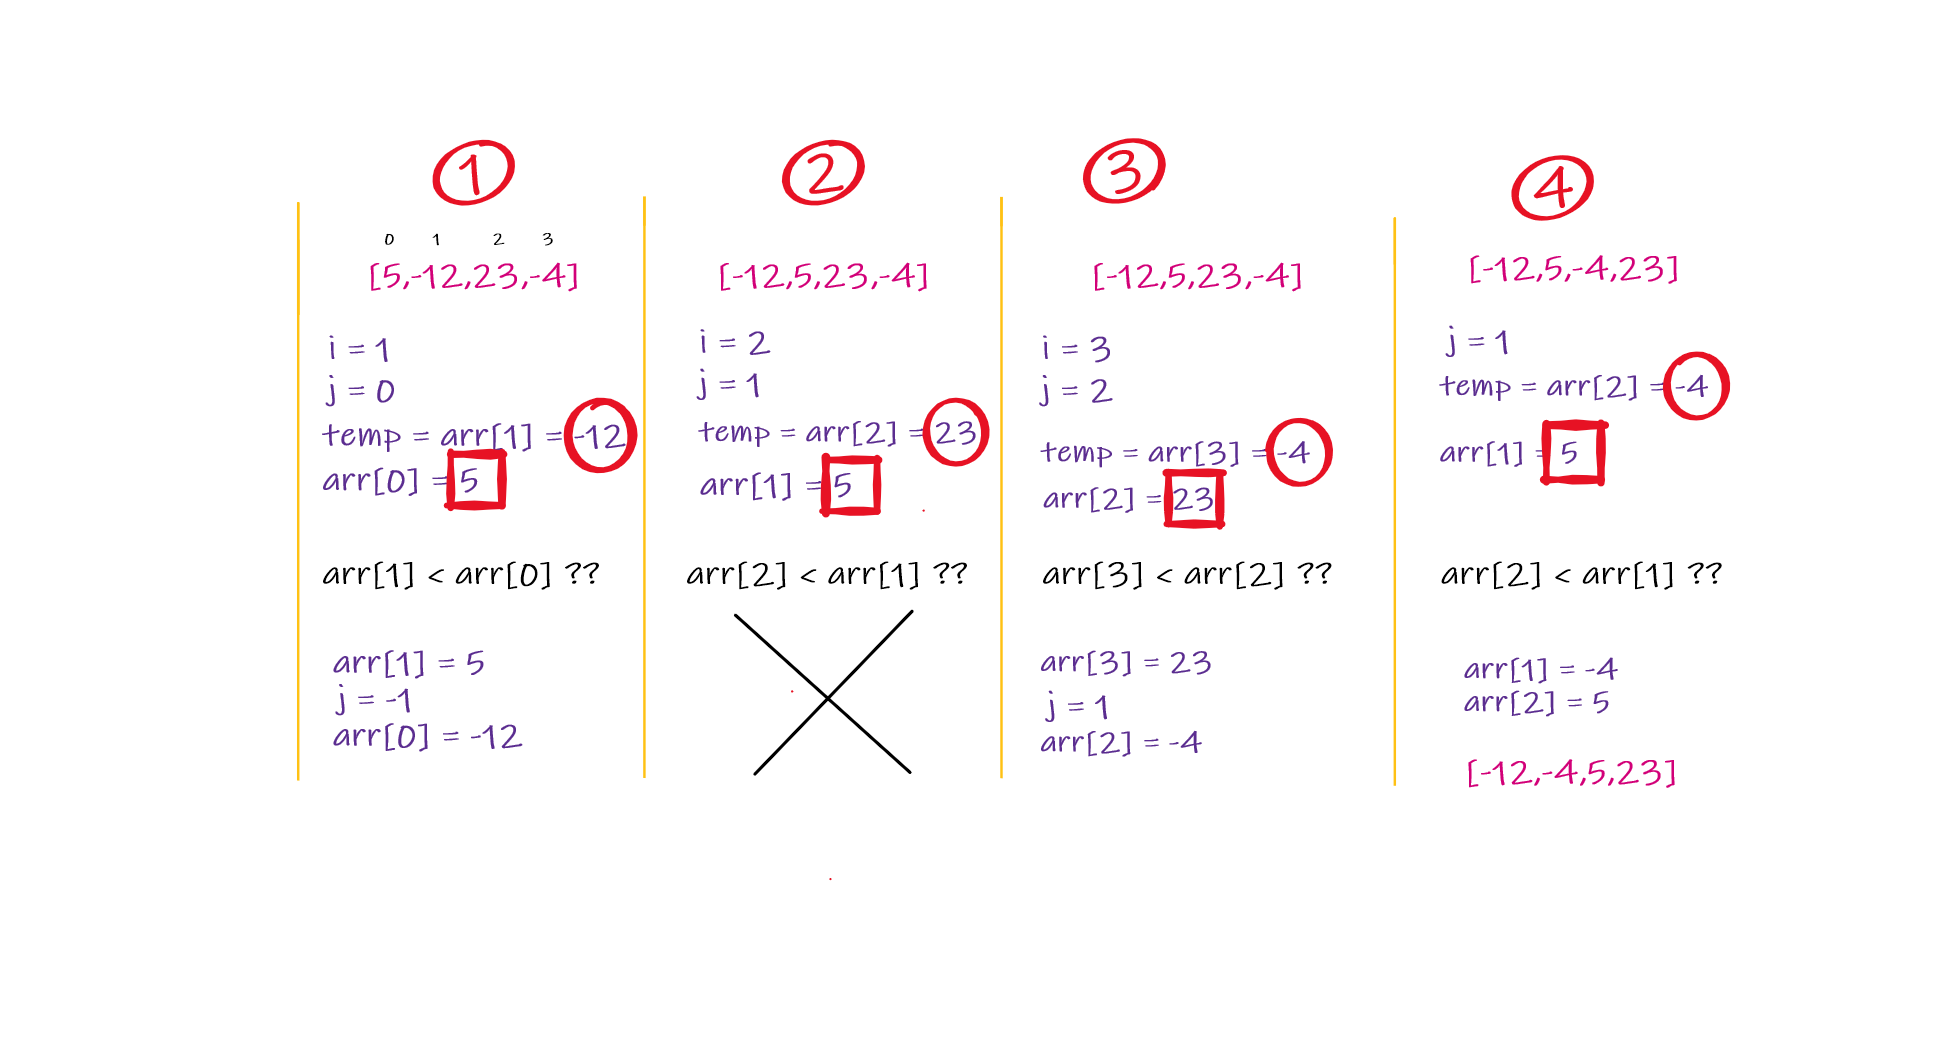 1
0 1 2 3
[5,-12,23,-4]
i = 1
j = 0
temp = arr[1] = -12
arr[0] = 5
arr[1] < arr[0] ??
arr[1] = 5
j = -1
arr[0] = -12
2
[-12,5,23,-4]
i = 2
j = 1
temp = arr[2] = 23
arr[1] = 5
arr[2] < arr[1] ??
3
[-12,5,23,-4]
i = 3
j = 2
temp = arr[3] = -4
arr[2] = 23
arr[3] < arr[2] ??
arr[3] = 23
j = 1
arr[2] = -4
4
[-12,5,-4,23]
j = 1
temp = arr[2] = -4
arr[1] = 5
arr[2] < arr[1] ??
arr[1] = -4
arr[2] = 5
[-12,-4,5,23]